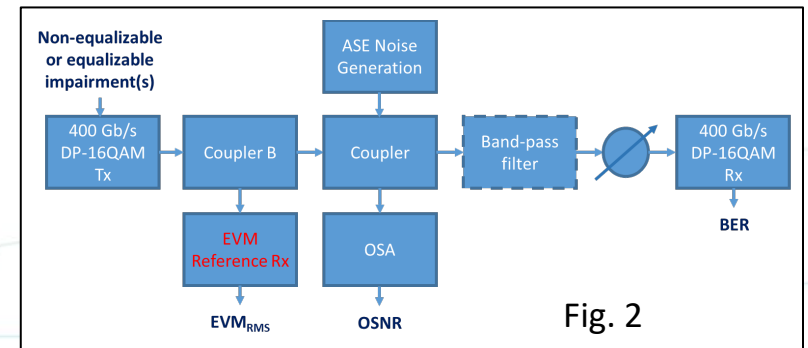 Non-equalizable
or equalizable
impairment(s)
ASE Noise
Generation
400 Gb/s
DP-16QAM
Tx
Coupler B
Coupler
Band-pass
filter
400 Gb/s
DP-16QAM
Rx
EVM
Reference Rx
OSA
BER
EVMRMS
OSNR
Fig. 2